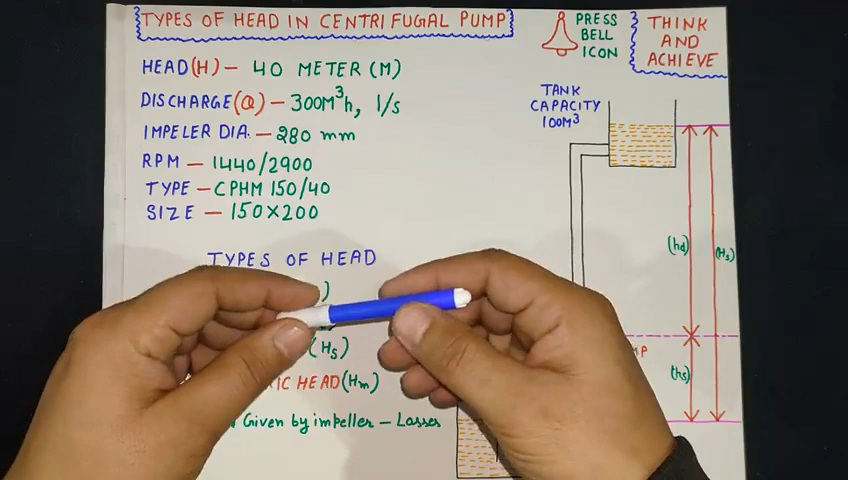 TYPES OF HEAD IN CENTRIFUGAL PUMP
PRESS
BELL
ICON
THINK
AND
ACHIEVE
HEAD(H) — 40 METER (M)
DISCHARGE(Q) — 300M³h, l/s
IMPELER DIA. — 280 mm
RPM — 1440/2900
TYPE — CPHM 150/40
SIZE — 150×200
TANK
CAPACITY
100M³
TYPES OF HEAD
(hd)
(Hs)
(Hs)
(hs)
HEAD(Hm)
Given by impeller — Losses